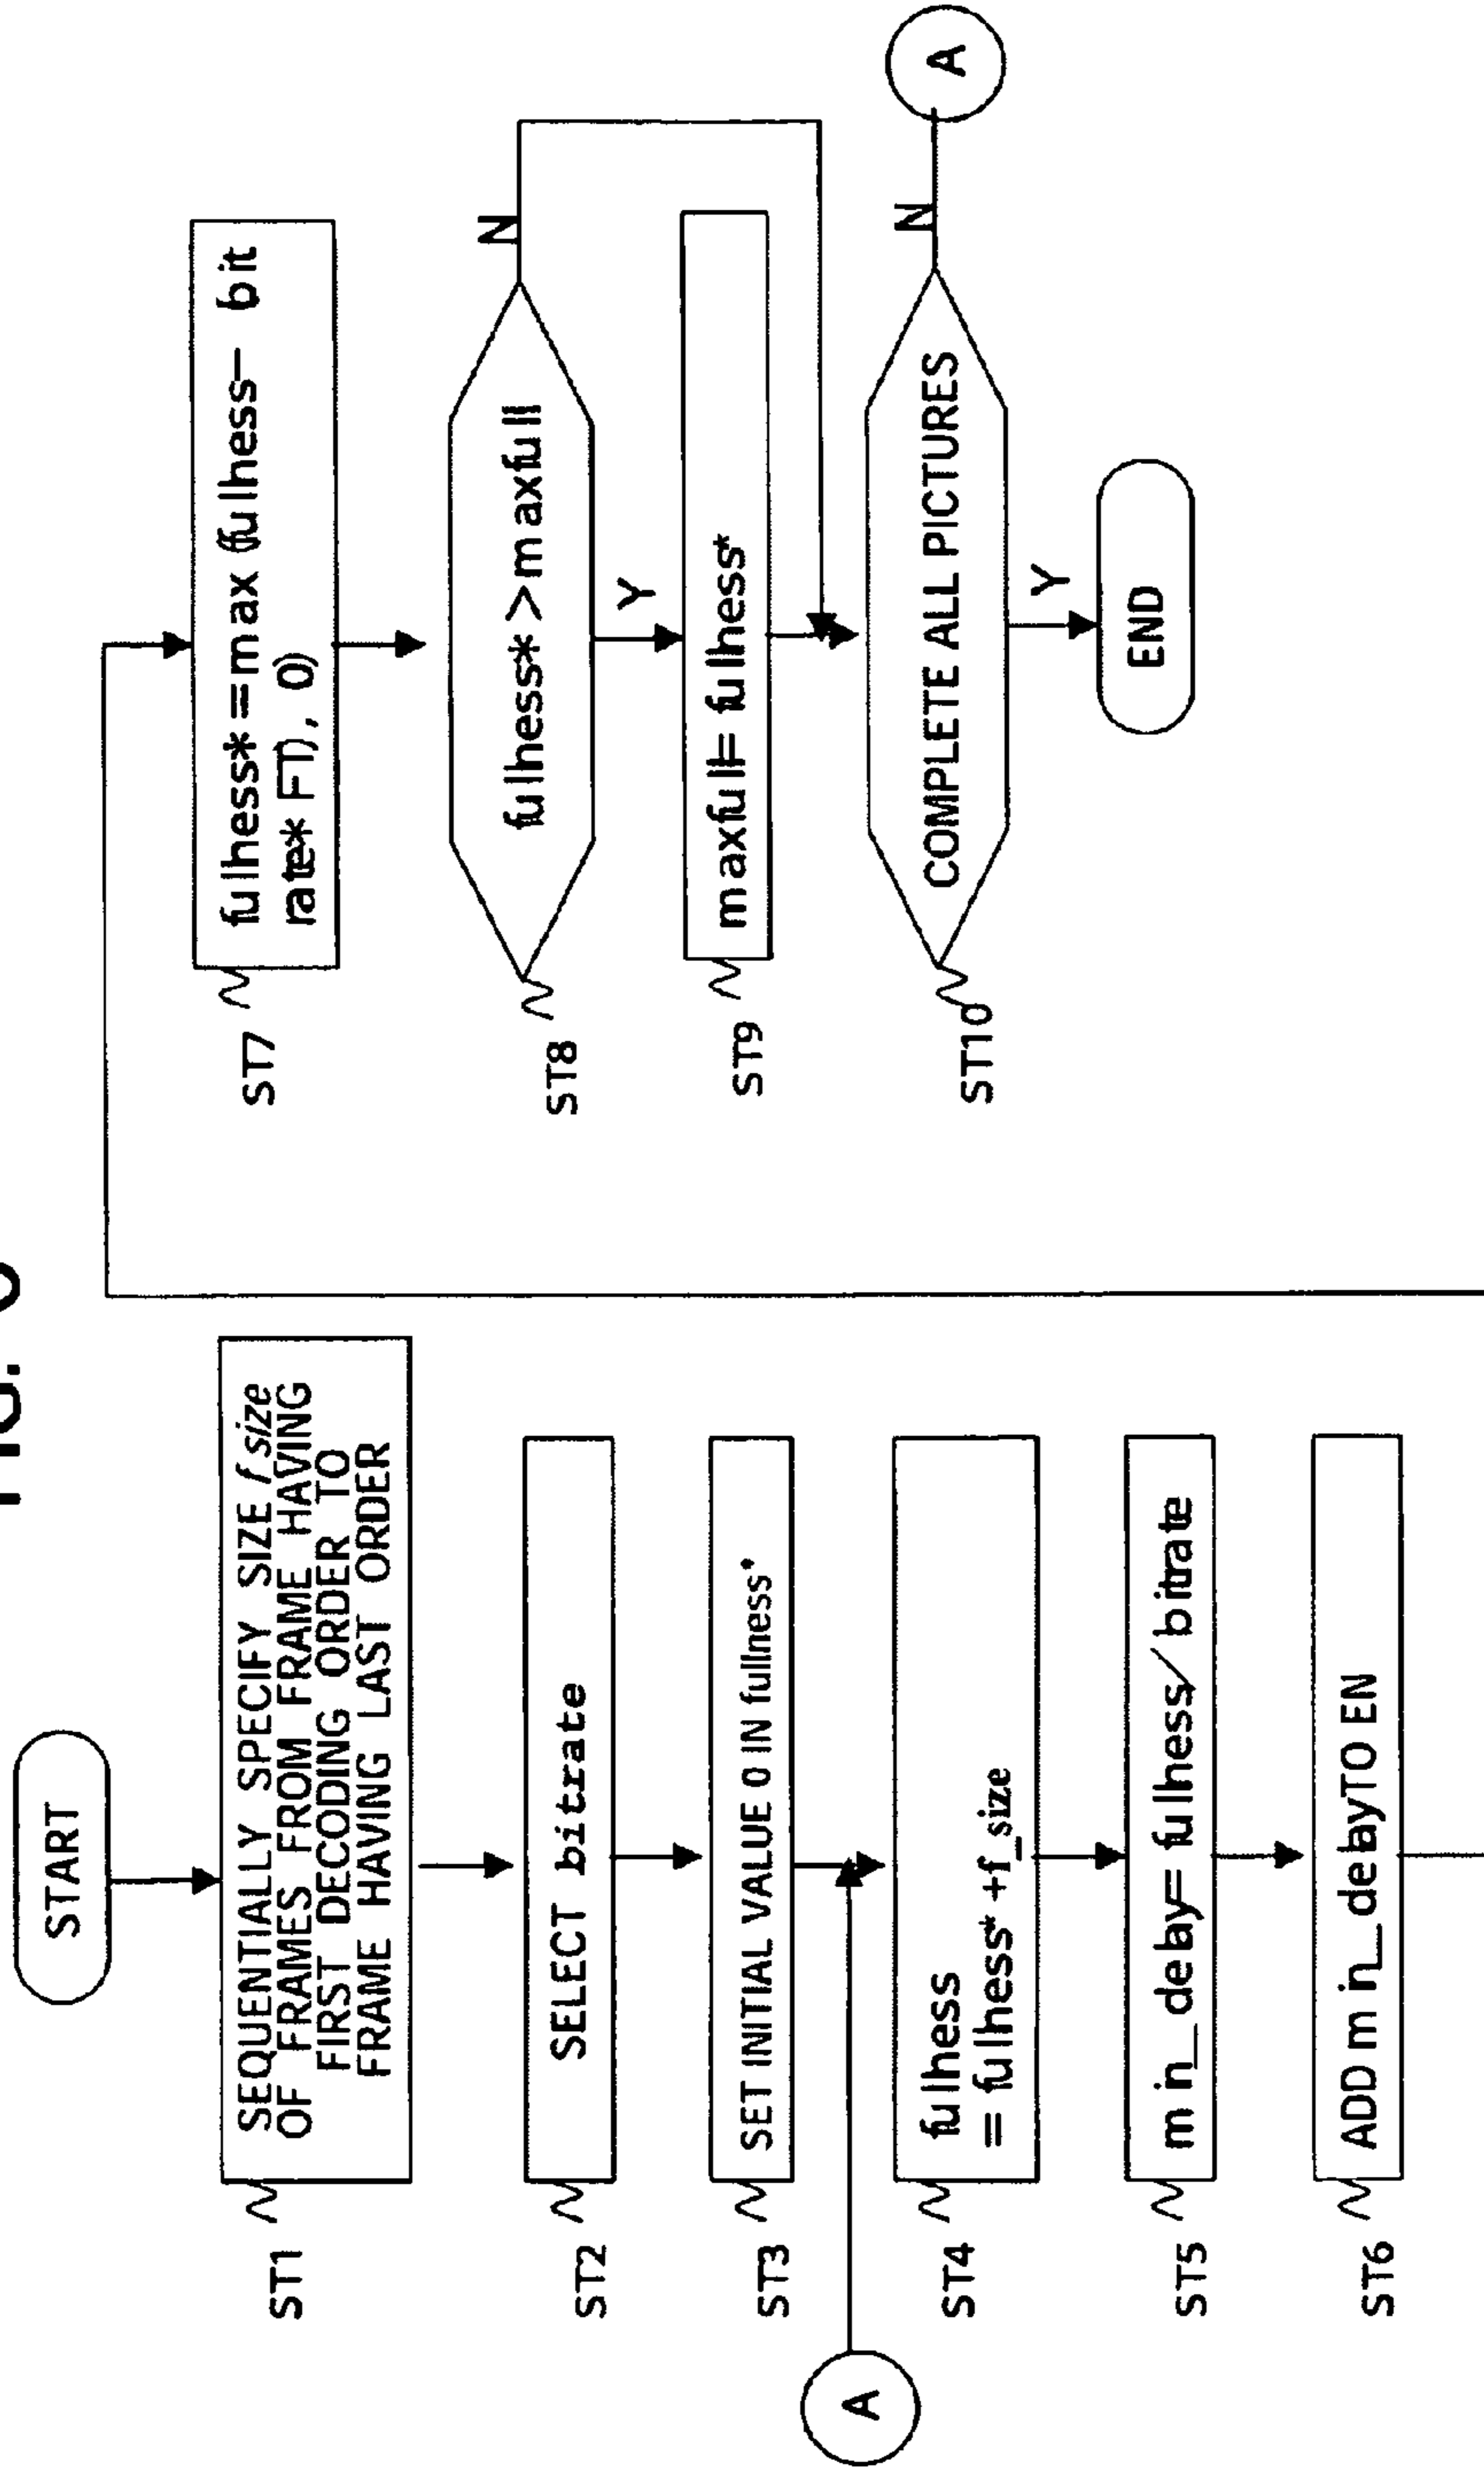 START
SEQUENTIALLY SPECIFY SIZE f size
OF FRAMES FROM FRAME HAVING
FIRST DECODING ORDER TO
FRAME HAVING LAST ORDER
ST1
SELECT bitrate
ST2
SET INITIAL VALUE 0 IN fullness*
ST3
A
fullness
= fullness* +f_size
ST4
min_delay= fullness/bitrate
ST5
ADD min_delay TO EN
ST6
fullness*=max (fullness- bit
rate* FT), 0)
ST7
fullness*>maxfull
ST8
N
Y
maxfull= fullness*
ST9
COMPLETE ALL PICTURES
ST10
N
A
Y
END